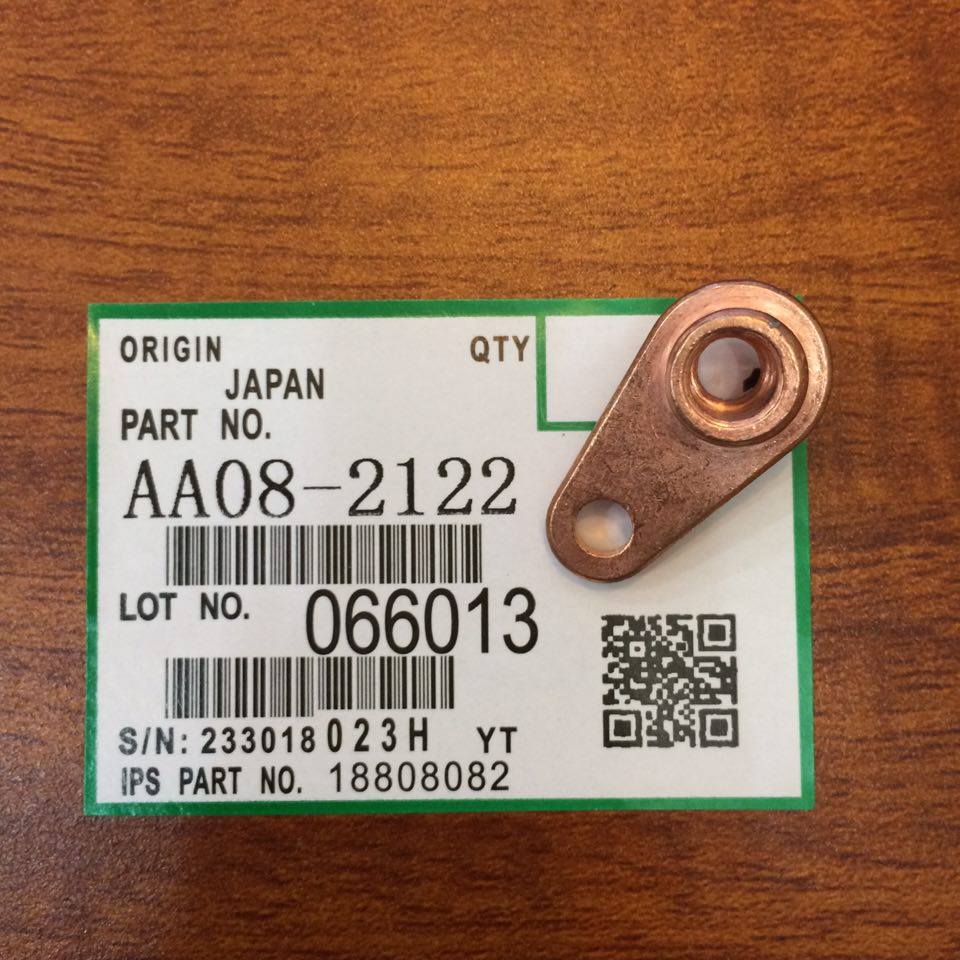 ORIGIN QTY
JAPAN
PART NO.
AA08-2122
LOT NO. 066013
S/N: 233018023H YT
IPS PART NO. 18808082